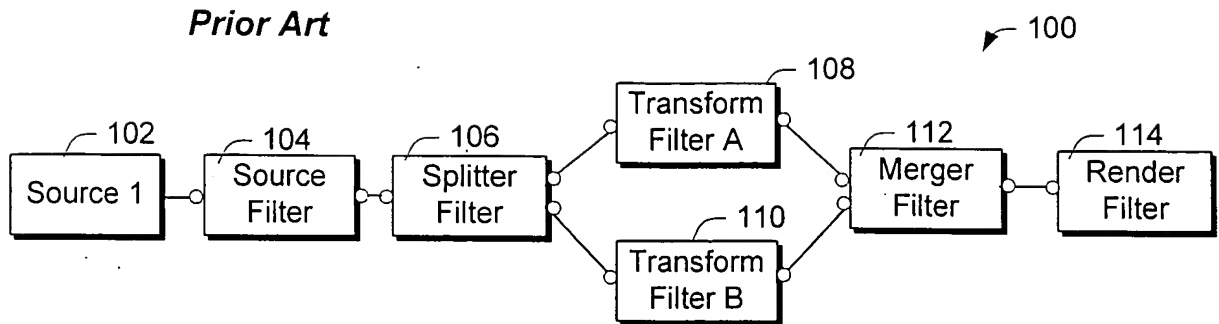 Prior Art
100
102
Source 1
104
Source
Filter
106
Splitter
Filter
108
Transform
Filter A
110
Transform
Filter B
112
Merger
Filter
114
Render
Filter